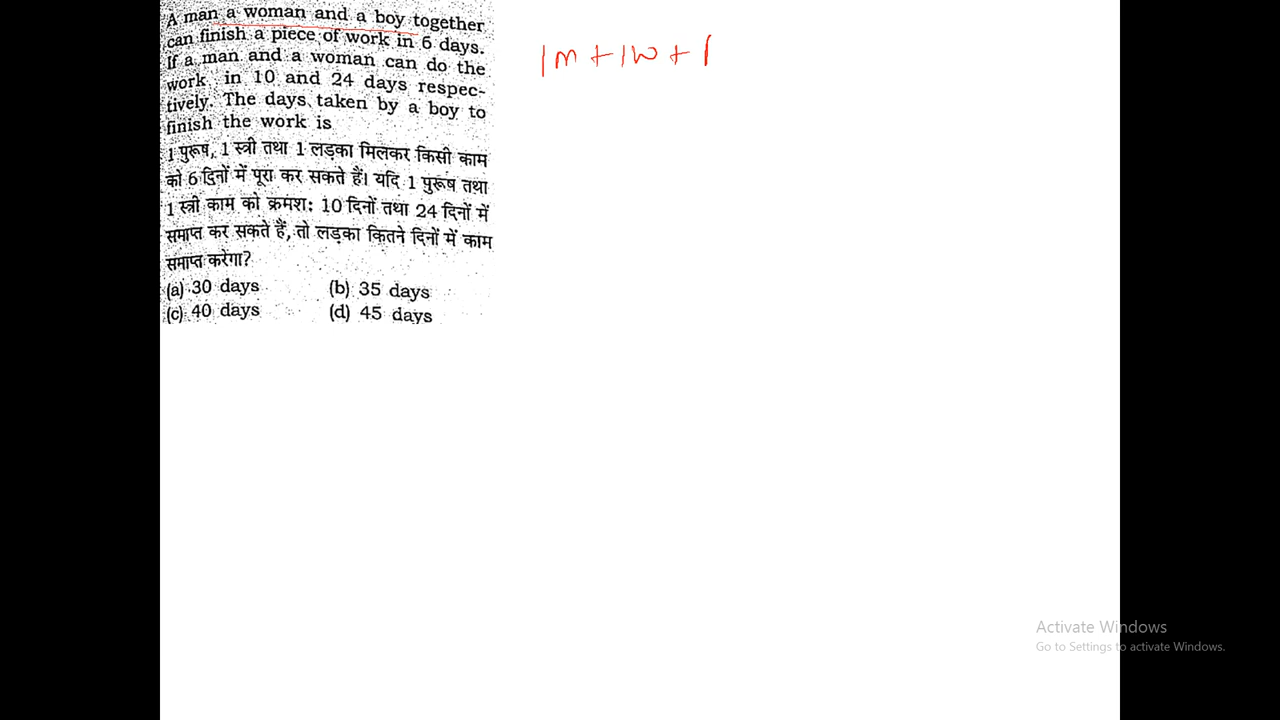 A man a woman and a boy together
can finish a piece of work in 6 days.
If a man and a woman can do the
work in 10 and 24 days respec-
tively. The days taken by a boy to
finish the work is
1 पुरूष, 1 स्त्री तथा 1 लड़का मिलकर किसी काम
को 6 दिनों में पूरा कर सकते हैं। यदि 1 पुरूष तथा
1 स्त्री काम को क्रमश: 10 दिनों तथा 24 दिनों में
समाप्त कर सकते हैं, तो लड़का कितने दिनों में काम
समाप्त करेगा?
(a) 30 days (b) 35 days
(c) 40 days (d) 45 days
1m + 1w + 1
Activate Windows
Go to Settings to activate Windows.